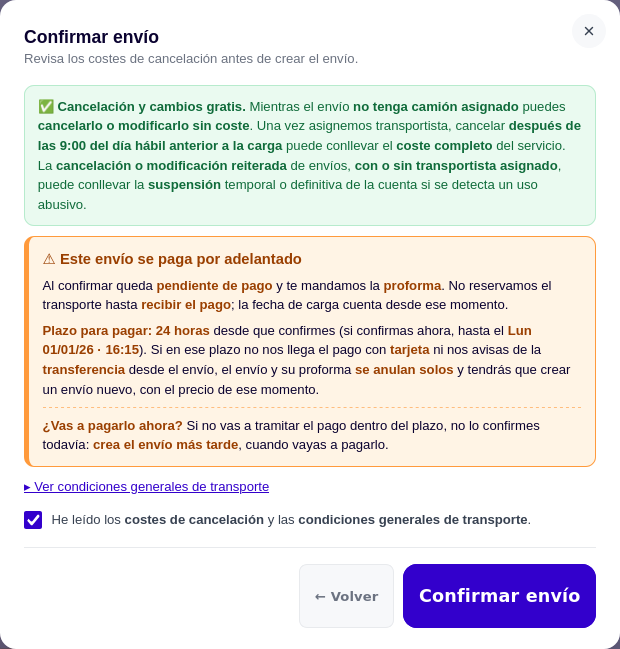 Confirmar envío
✕
Revisa los costes de cancelación antes de crear el envío.
✅ Cancelación y cambios gratis. Mientras el envío no tenga camión asignado puedes
cancelarlo o modificarlo sin coste. Una vez asignemos transportista, cancelar después de
las 9:00 del día hábil anterior a la carga puede conllevar el coste completo del servicio.
La cancelación o modificación reiterada de envíos, con o sin transportista asignado,
puede conllevar la suspensión temporal o definitiva de la cuenta si se detecta un uso
abusivo.
⚠ Este envío se paga por adelantado
Al confirmar queda pendiente de pago y te mandamos la proforma. No reservamos el
transporte hasta recibir el pago; la fecha de carga cuenta desde ese momento.
Plazo para pagar: 24 horas desde que confirmes (si confirmas ahora, hasta el Lun
01/01/26 · 16:15). Si en ese plazo no nos llega el pago con tarjeta ni nos avisas de la
transferencia desde el envío, el envío y su proforma se anulan solos y tendrás que crear
un envío nuevo, con el precio de ese momento.
¿Vas a pagarlo ahora? Si no vas a tramitar el pago dentro del plazo, no lo confirmes
todavía: crea el envío más tarde, cuando vayas a pagarlo.
▸ Ver condiciones generales de transporte
He leído los costes de cancelación y las condiciones generales de transporte.
← Volver
Confirmar envío